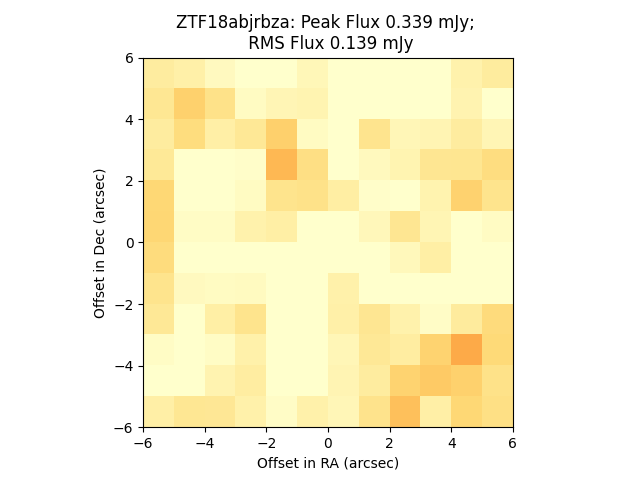 ZTF18abjrbza: Peak Flux 0.339 mJy;
RMS Flux 0.139 mJy
6
4
2
0
−2
−4
−6
Offset in Dec (arcsec)
−6 −4 −2 0 2 4 6
Offset in RA (arcsec)